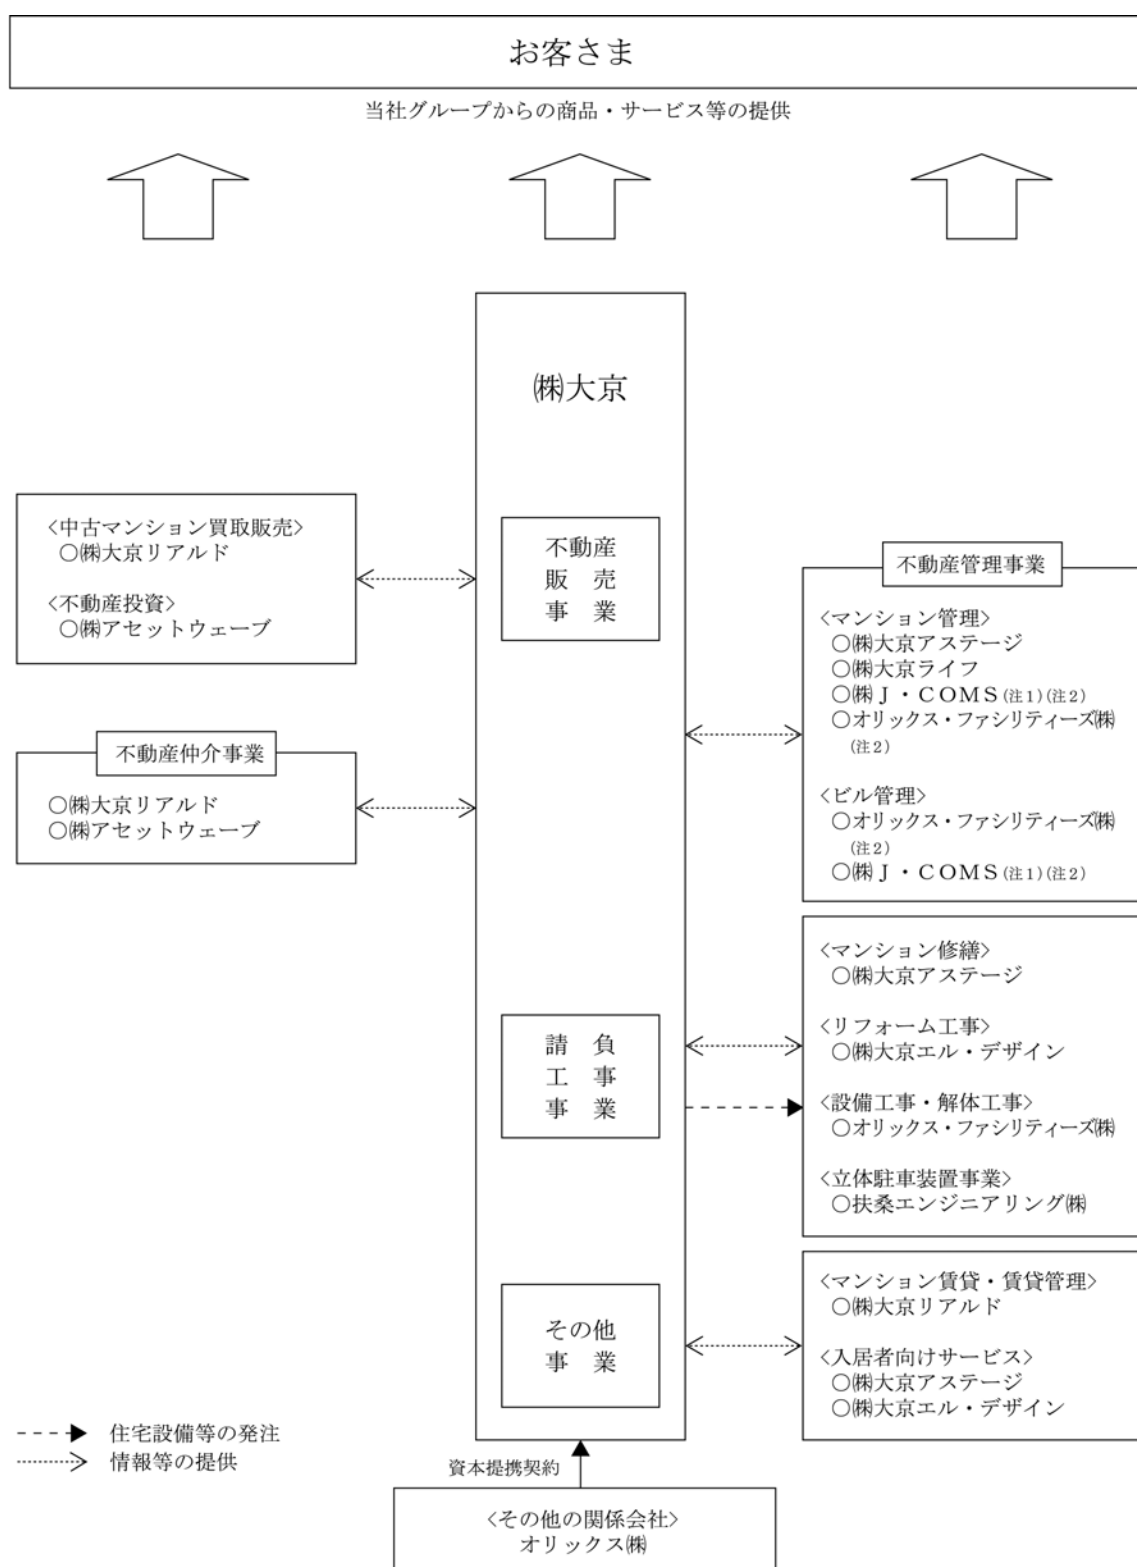 お客さま
当社グループからの商品・サービス等の提供
㈱大京
<中古マンション買取販売>
○㈱大京リアルド
<不動産投資>
○㈱アセットウェーブ
不動産
販　売
事　業
不動産仲介事業
○㈱大京リアルド
○㈱アセットウェーブ
不動産管理事業
<マンション管理>
○㈱大京アステージ
○㈱大京ライフ
○㈱Ｊ・ＣＯＭＳ(注1)(注2)
○オリックス・ファシリティーズ㈱
(注2)
<ビル管理>
○オリックス・ファシリティーズ㈱
(注2)
○㈱Ｊ・ＣＯＭＳ(注1)(注2)
請　負
工　事
事　業
<マンション修繕>
○㈱大京アステージ
<リフォーム工事>
○㈱大京エル・デザイン
<設備工事・解体工事>
○オリックス・ファシリティーズ㈱
<立体駐車装置事業>
○扶桑エンジニアリング㈱
その他
事　業
<マンション賃貸・賃貸管理>
○㈱大京リアルド
<入居者向けサービス>
○㈱大京アステージ
○㈱大京エル・デザイン
住宅設備等の発注
情報等の提供
資本提携契約
<その他の関係会社>
オリックス㈱